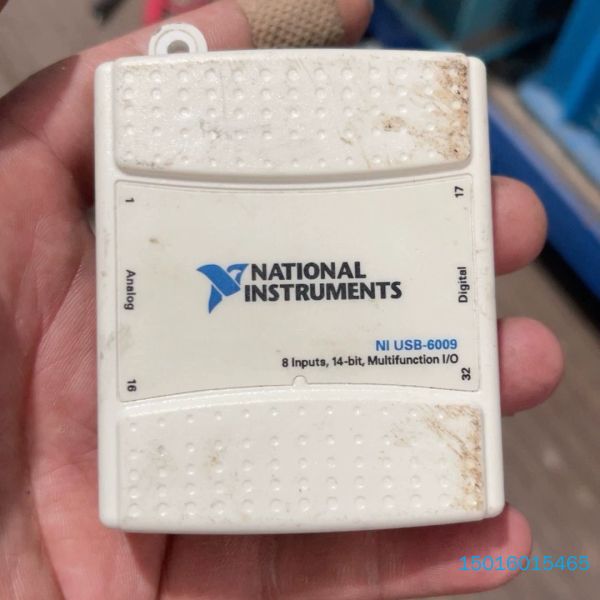 1
17
Analog
Digital
NATIONAL
INSTRUMENTS
NI USB-6009
8 Inputs, 14-bit, Multifunction I/O
16
32
15016015465